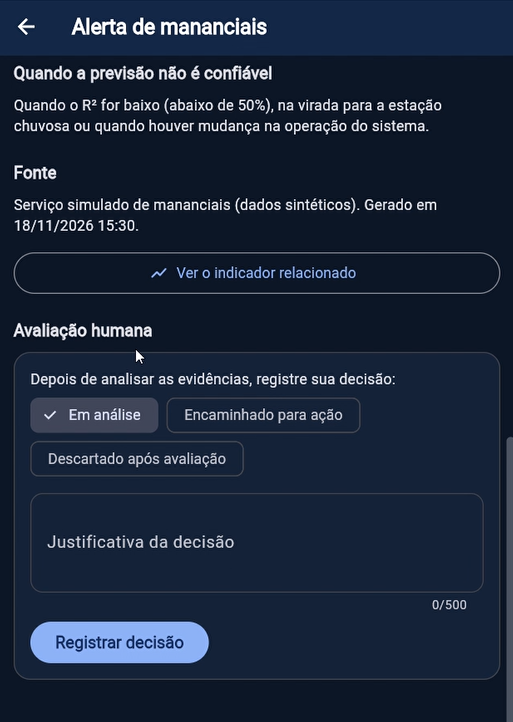 Alerta de mananciais
Quando a previsão não é confiável
Quando o R² for baixo (abaixo de 50%), na virada para a estação
chuvosa ou quando houver mudança na operação do sistema.
Fonte
Serviço simulado de mananciais (dados sintéticos). Gerado em
18/11/2026 15:30.
Ver o indicador relacionado
Avaliação humana
Depois de analisar as evidências, registre sua decisão:
Em análise
Encaminhado para ação
Descartado após avaliação
Justificativa da decisão
0/500
Registrar decisão